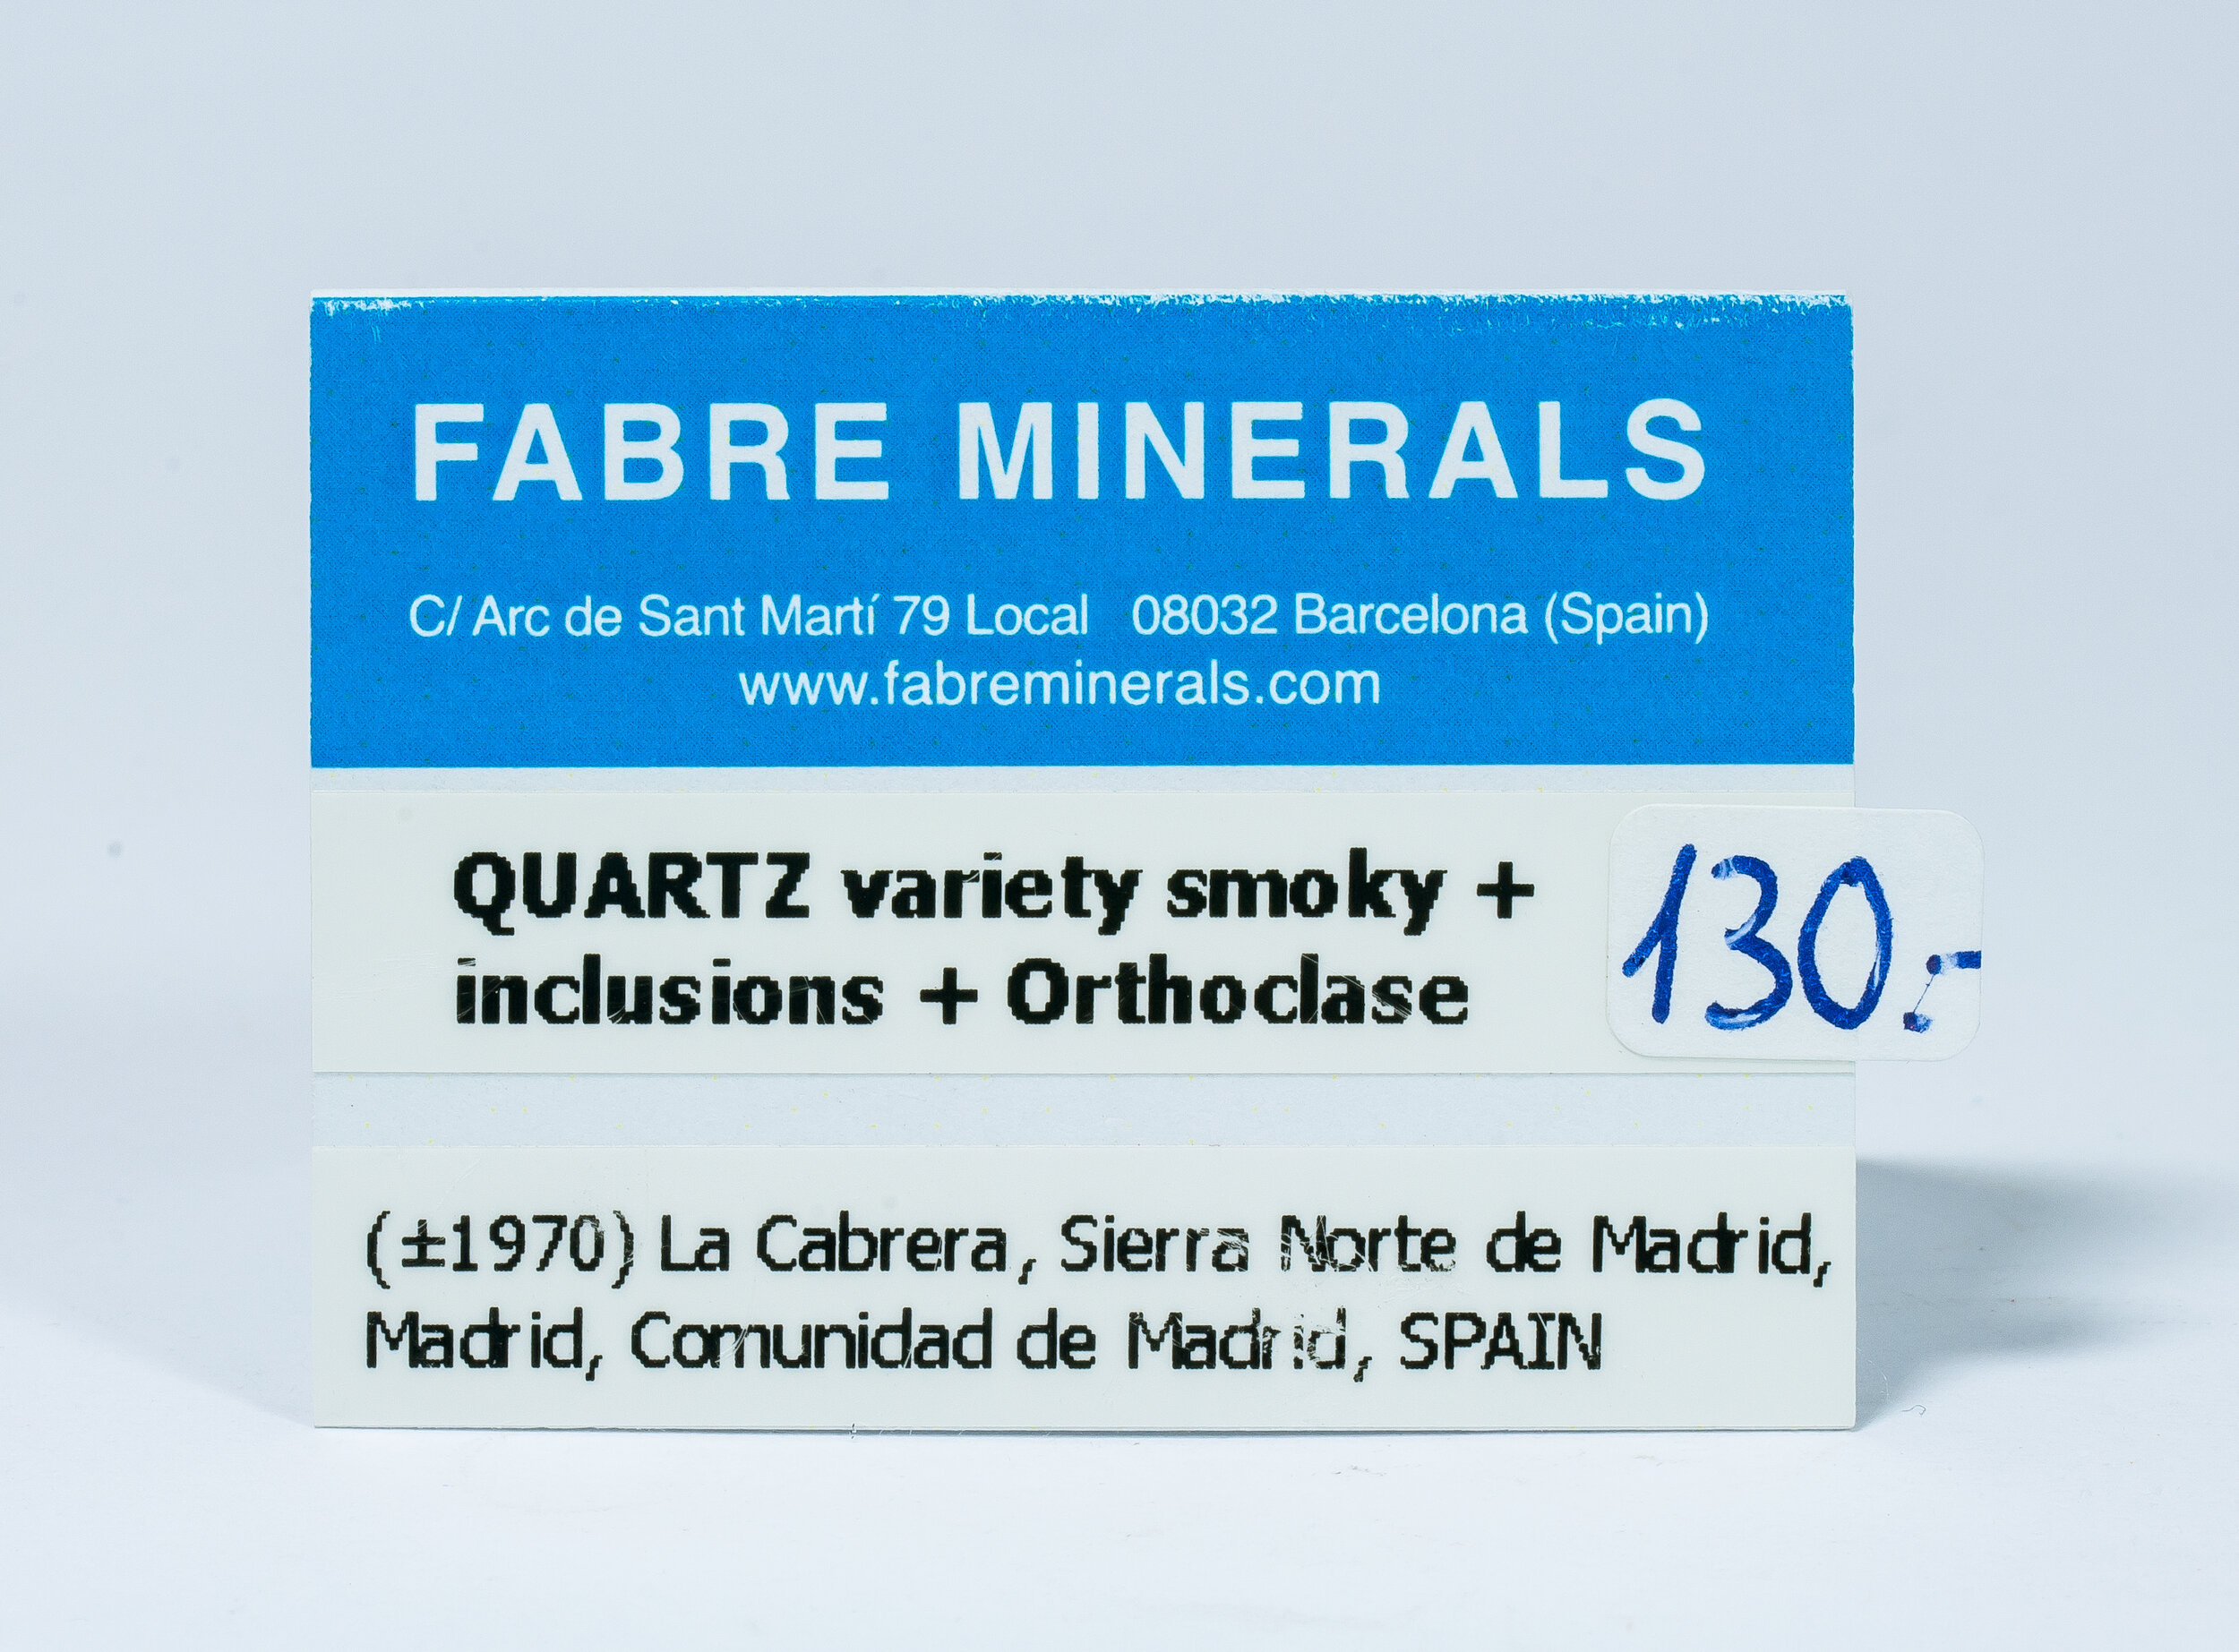 FABRE MINERALS
C/ Arc de Sant Martí 79 Local 08032 Barcelona (Spain)
www.fabreminerals.com
QUARTZ variety smoky +
inclusions + Orthoclase
130.-
(±1970) La Cabrera, Sierra Norte de Madrid,
Madrid, Comunidad de Madrid, SPAIN